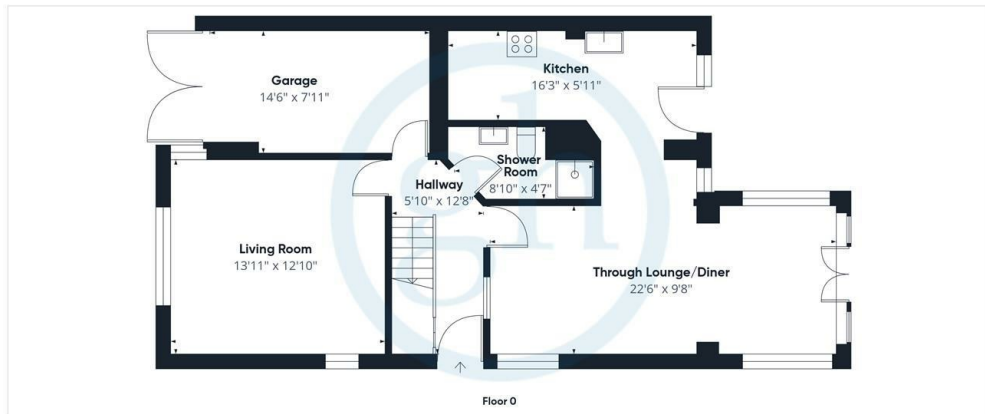 Garage
14'6" x 7'11"
Kitchen
16'3" x 5'11"
Shower
Room
8'10" x 4'7"
Hallway
5'10" x 12'8"
Living Room
13'11" x 12'10"
Through Lounge/Diner
22'6" x 9'8"
gh
Floor 0